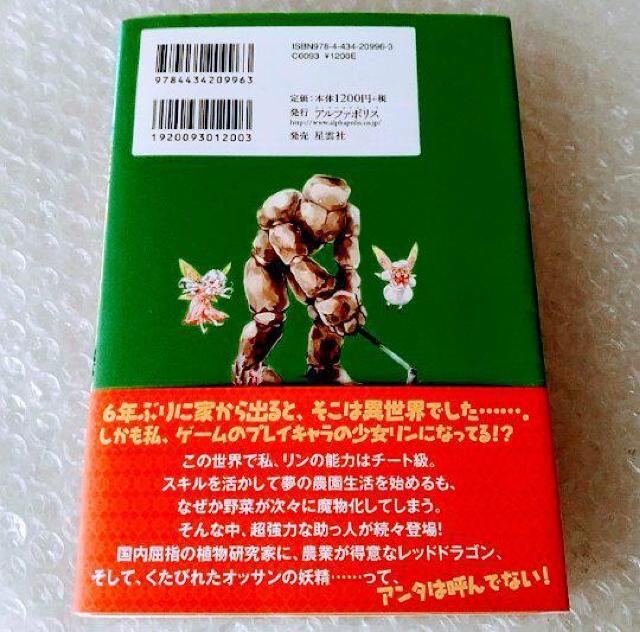 ISBN978-4-434-20996-3
C0093 ¥1200E
9784434209963
定価:本体1200円+税
発行 アルファポリス
http://www.alphapolis.co.jp/
発売 星雲社
1920093012003
6年ぶりに家から出ると、そこは異世界でした……。
しかも私、ゲームのプレイキャラの少女リンになってる!?
この世界で私、リンの能力はチート級。
スキルを活かして夢の農園生活を始めるも、
なぜか野菜が次々に魔物化してしまう。
そんな中、超強力な助っ人が続々登場!
国内屈指の植物研究家に、農業が得意なレッドドラゴン、
そして、くたびれたオッサンの妖精……って、
アンタは呼んでない!